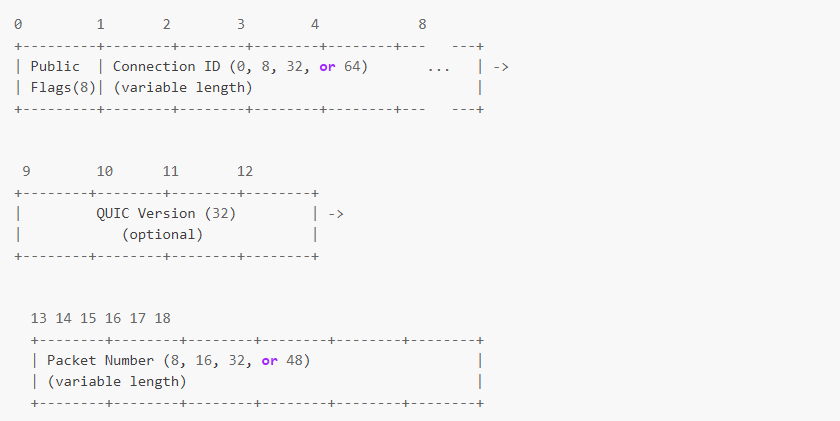 0 1 2 3 4 8
+---------+--------+--------+--------+--------+--- ---+
| Public | Connection ID (0, 8, 32, or 64) ... | ->
| Flags(8)| (variable length) |
+---------+--------+--------+--------+--------+--- ---+
9 10 11 12
+--------+--------+--------+--------+
| QUIC Version (32) | ->
| (optional) |
+--------+--------+--------+--------+
13 14 15 16 17 18
+--------+--------+--------+--------+--------+--------+
| Packet Number (8, 16, 32, or 48) |
| (variable length) |
+--------+--------+--------+--------+--------+--------+